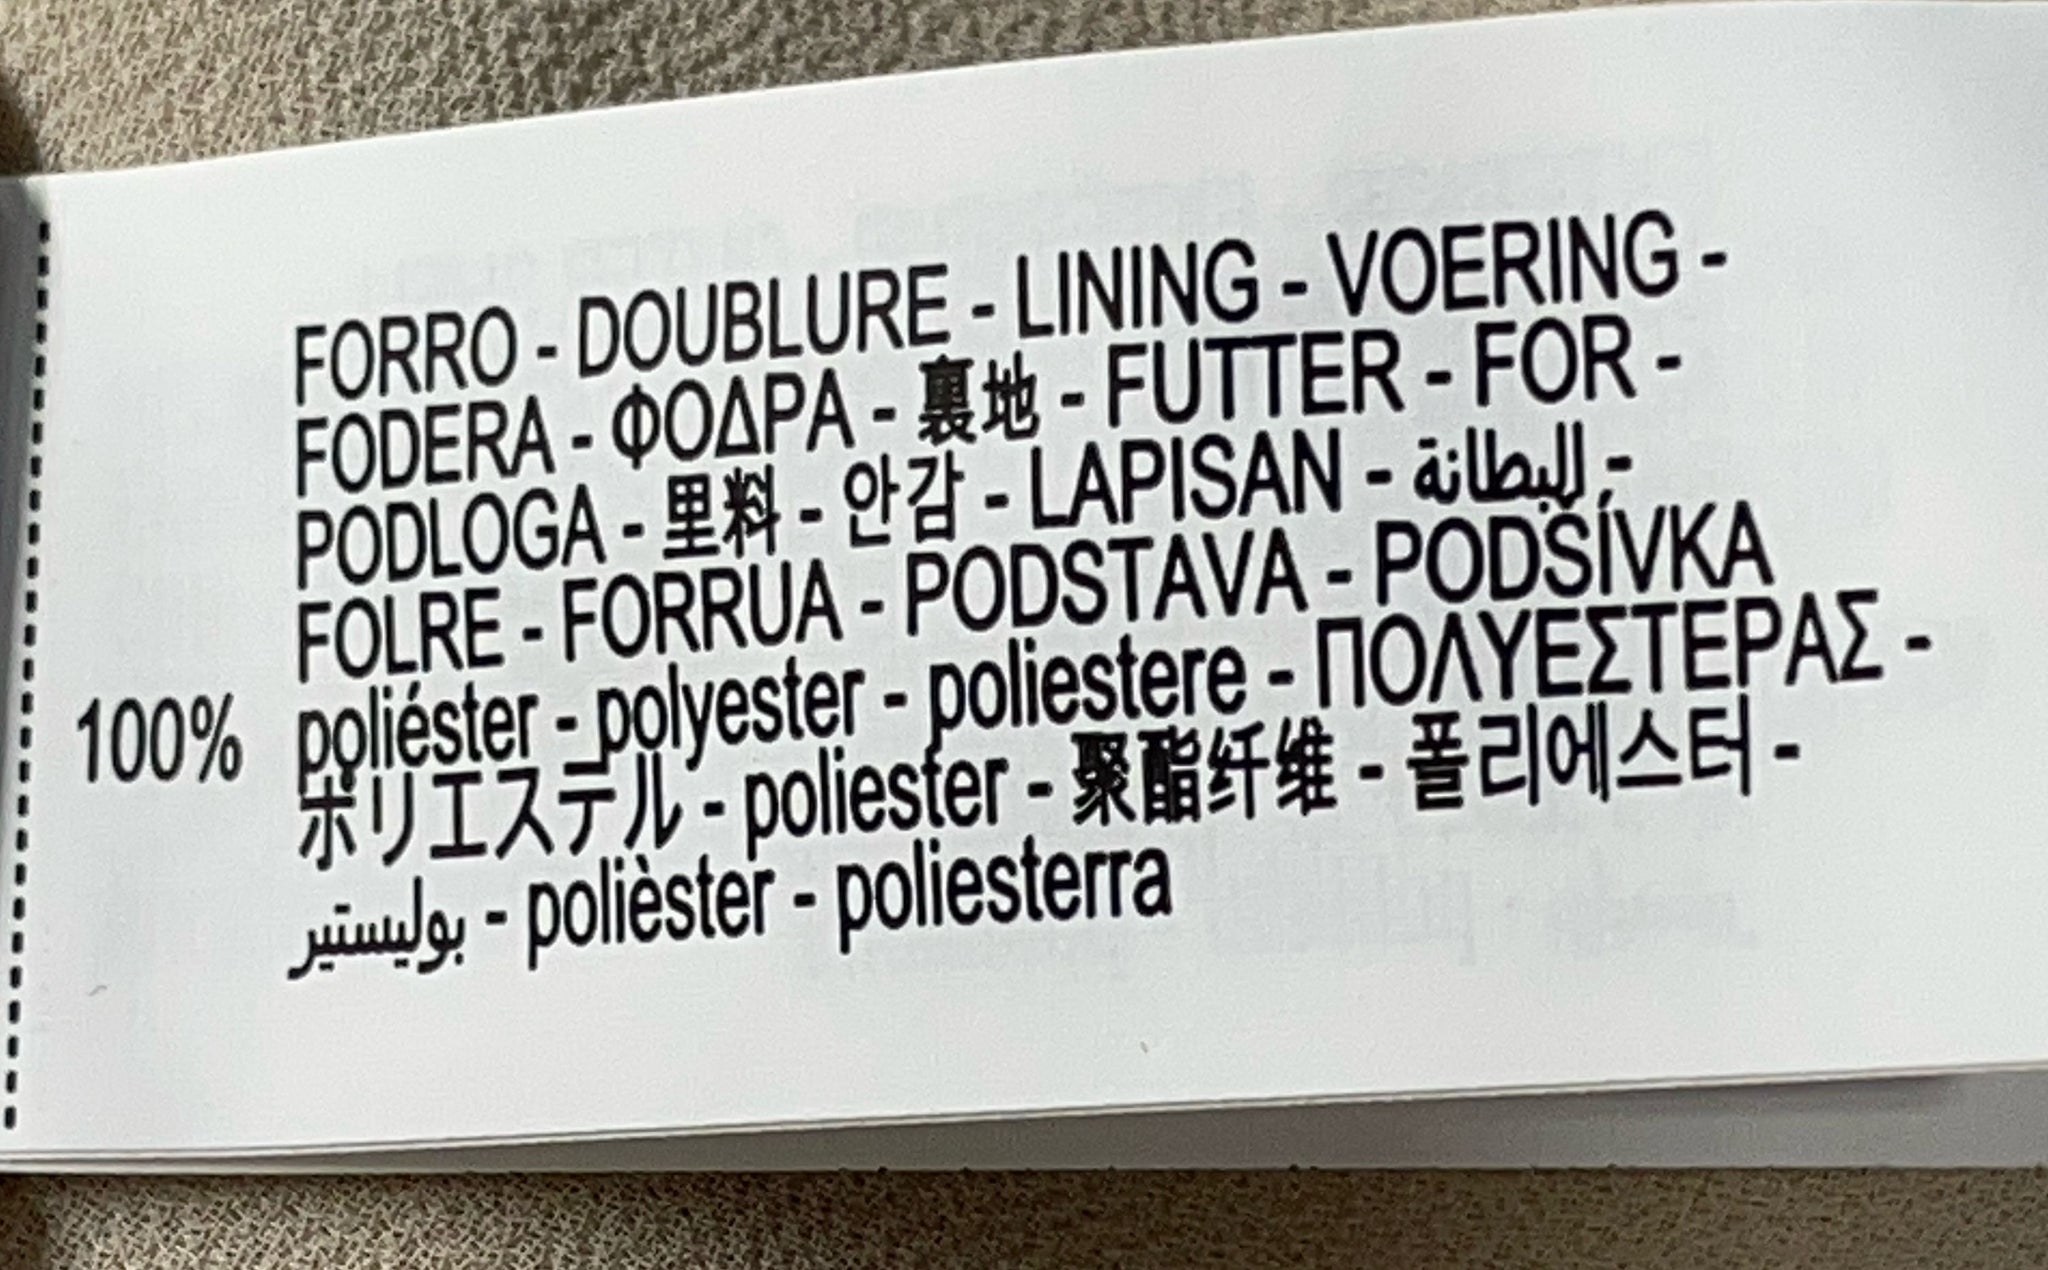 FORRO - DOUBLURE - LINING - VOERING -
FODERA - ΦΟΔΡΑ - 裏地 - FUTTER - FOR -
PODLOGA - 里料 - 안감 - LAPISAN - للبطانة -
FOLRE - FORRUA - PODSTAVA - PODŠÍVKA
100% poliéster - polyester - poliestere - ΠΟΛΥΕΣΤΕΡΑΣ -
ポリエステル - poliester - 聚酯纤维 - 폴리에스터 -
بوليستير - polièster - poliesterra